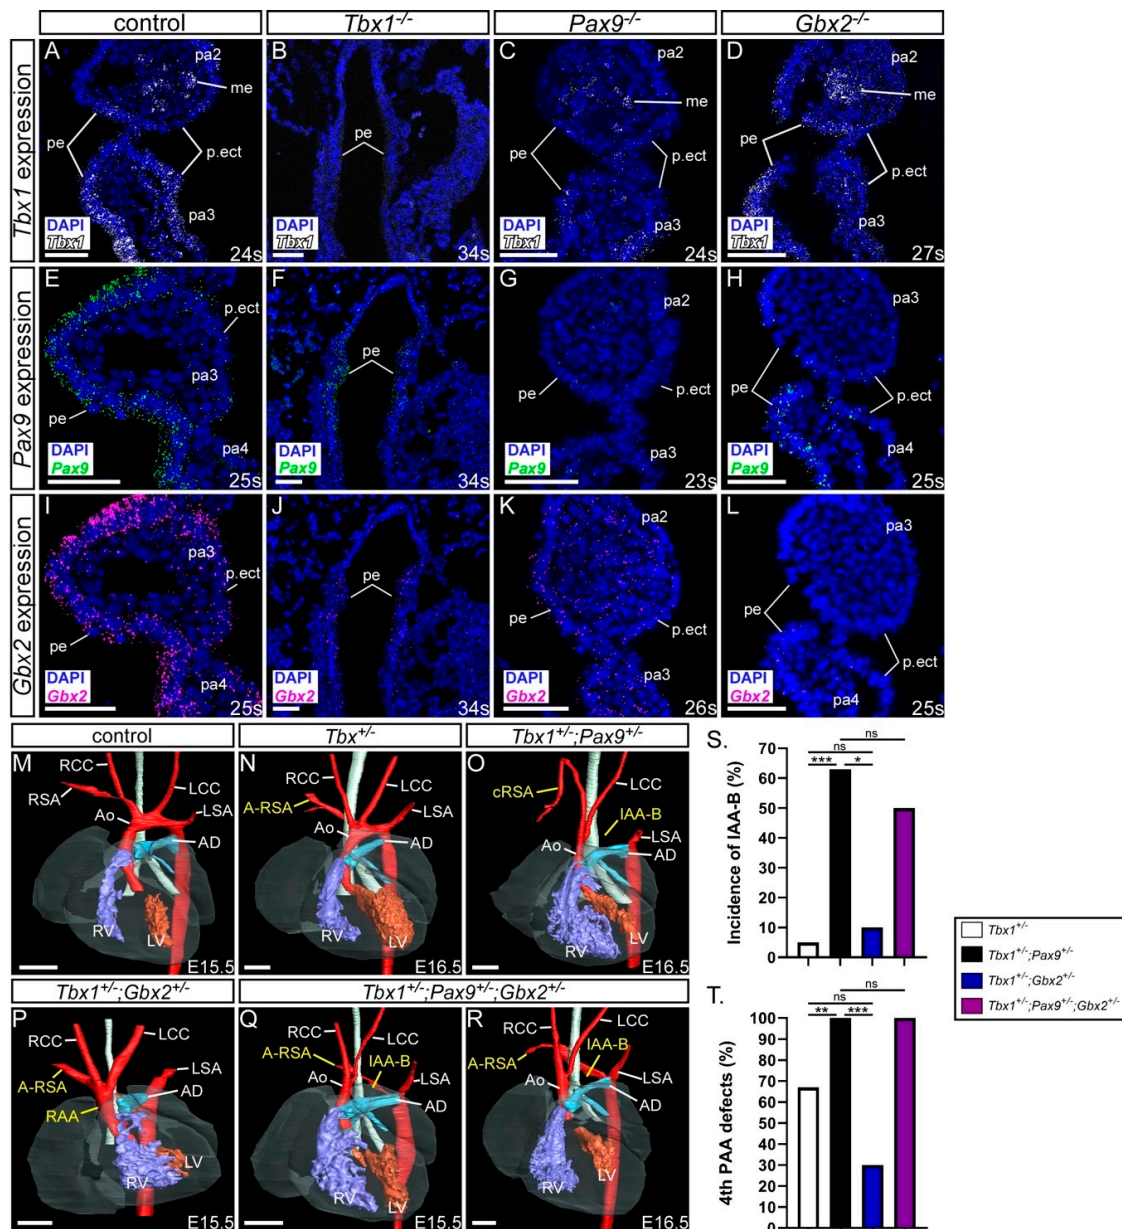 control Tbx1-/- Pax9-/- Gbx2-/-
Tbx1 expression
A pa2 me pe p.ect pa3 DAPI Tbx1 24s
B pe DAPI Tbx1 34s
C pa2 me pe p.ect pa3 DAPI Tbx1 24s
D pa2 me pe p.ect pa3 DAPI Tbx1 27s
Pax9 expression
E p.ect pa3 pe pa4 DAPI Pax9 25s
F pe DAPI Pax9 34s
G pa2 pe p.ect pa3 DAPI Pax9 23s
H pa3 pe p.ect pa4 DAPI Pax9 25s
Gbx2 expression
I pa3 p.ect pe pa4 DAPI Gbx2 25s
J pe DAPI Gbx2 34s
K pa2 pe p.ect pa3 DAPI Gbx2 26s
L pa3 pe p.ect pa4 DAPI Gbx2 25s
control Tbx+/- Tbx1+/-;Pax9+/-
M RCC RSA LCC LSA Ao AD RV LV E15.5
N RCC A-RSA LCC LSA Ao AD RV LV E16.5
O cRSA LCC IAA-B LSA Ao AD RV LV E16.5
Tbx1+/-;Gbx2+/- Tbx1+/-;Pax9+/-;Gbx2+/-
P RCC LCC A-RSA LSA RAA AD RV LV E15.5
Q RCC LCC A-RSA IAA-B LSA Ao AD RV LV E15.5
R RCC LCC A-RSA IAA-B LSA Ao AD RV LV E16.5
S.
Incidence of IAA-B (%)
70
60
50
40
30
20
10
0
ns
ns
*** *
T.
4th PAA defects (%)
100
90
80
70
60
50
40
30
20
10
0
ns
ns
** ***
Tbx1+/-
Tbx1+/-;Pax9+/-
Tbx1+/-;Gbx2+/-
Tbx1+/-;Pax9+/-;Gbx2+/-